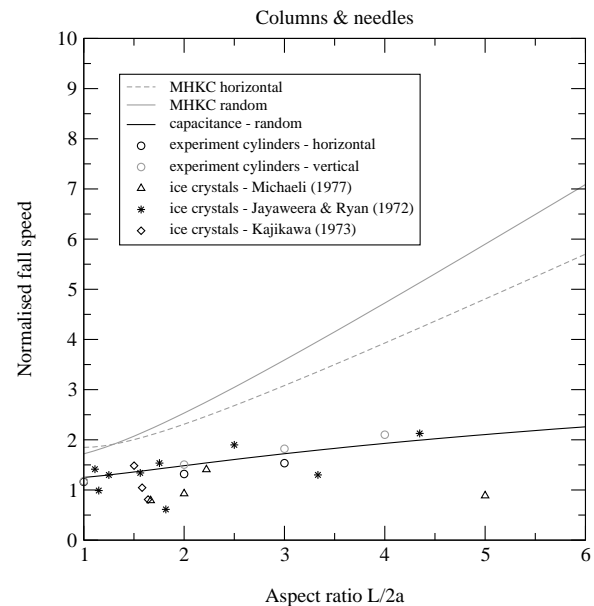 Columns & needles
10
9
8
7
6
5
4
3
2
1
0
Normalised fall speed
MHKC horizontal
MHKC random
capacitance - random
experiment cylinders - horizontal
experiment cylinders - vertical
ice crystals - Michaeli (1977)
ice crystals - Jayaweera & Ryan (1972)
ice crystals - Kajikawa (1973)
1 2 3 4 5 6
Aspect ratio L/2a